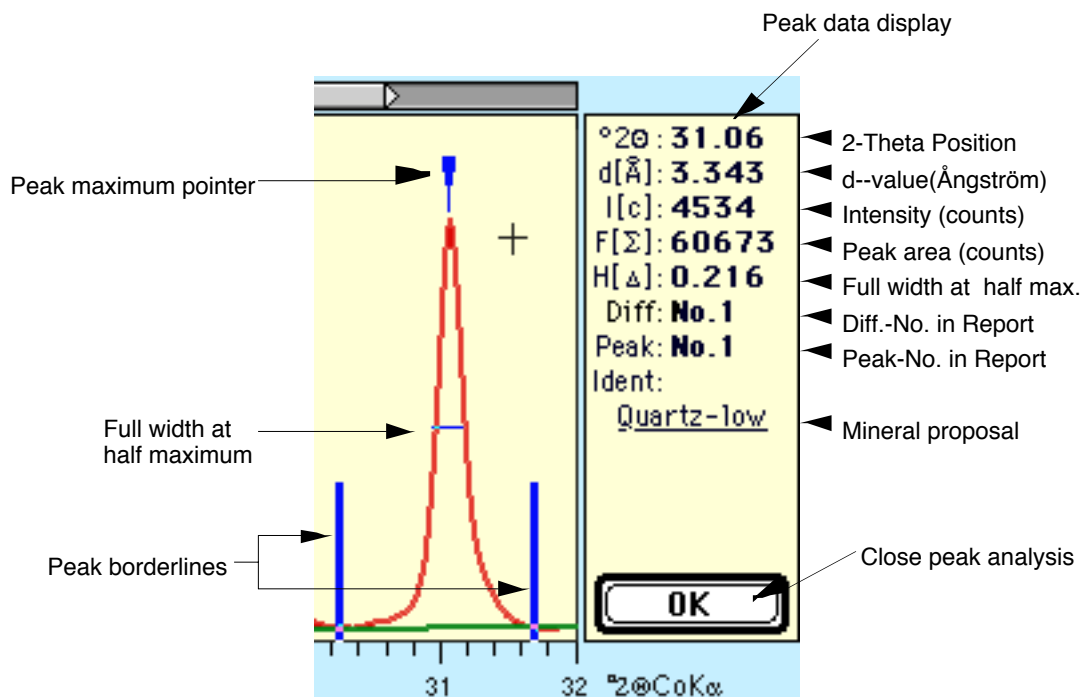 Peak data display
Peak maximum pointer
Full width at
half maximum
Peak borderlines
°2Θ: 31.06
d[Å]: 3.343
I[c]: 4534
F[Σ]: 60673
H[Δ]: 0.216
Diff: No.1
Peak: No.1
Ident:
Quartz-low
OK
2-Theta Position
d--value(Ångström)
Intensity (counts)
Peak area (counts)
Full width at  half max.
Diff.-No. in Report
Peak-No. in Report
Mineral proposal
Close peak analysis
31 32 °2ΘCoKα